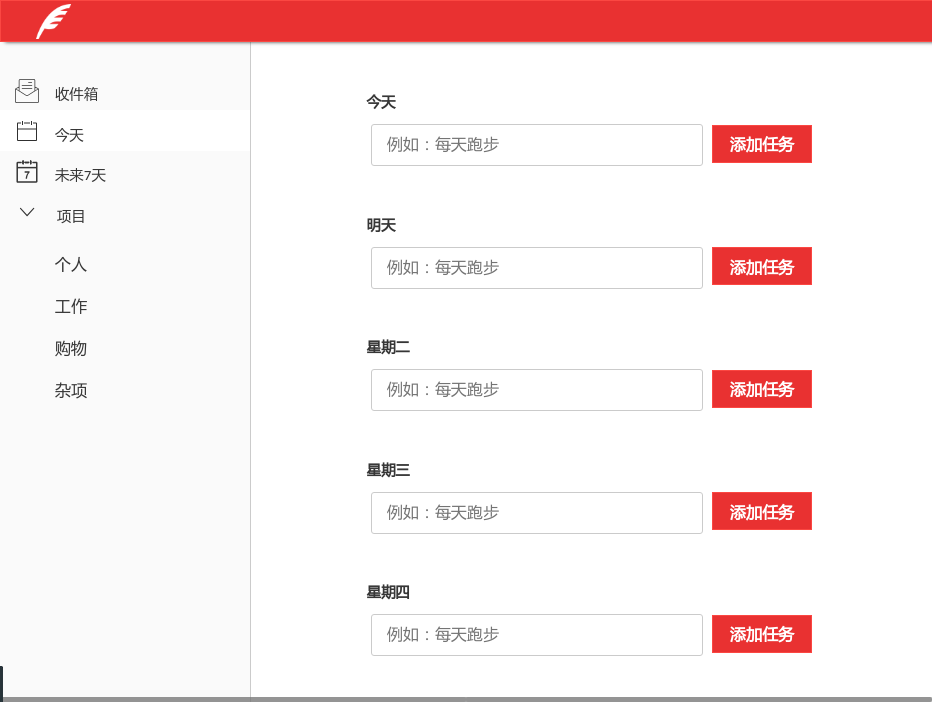 收件箱
今天
7
未来7天
项目
个人
工作
购物
杂项
今天
例如：每天跑步
添加任务
明天
例如：每天跑步
添加任务
星期二
例如：每天跑步
添加任务
星期三
例如：每天跑步
添加任务
星期四
例如：每天跑步
添加任务